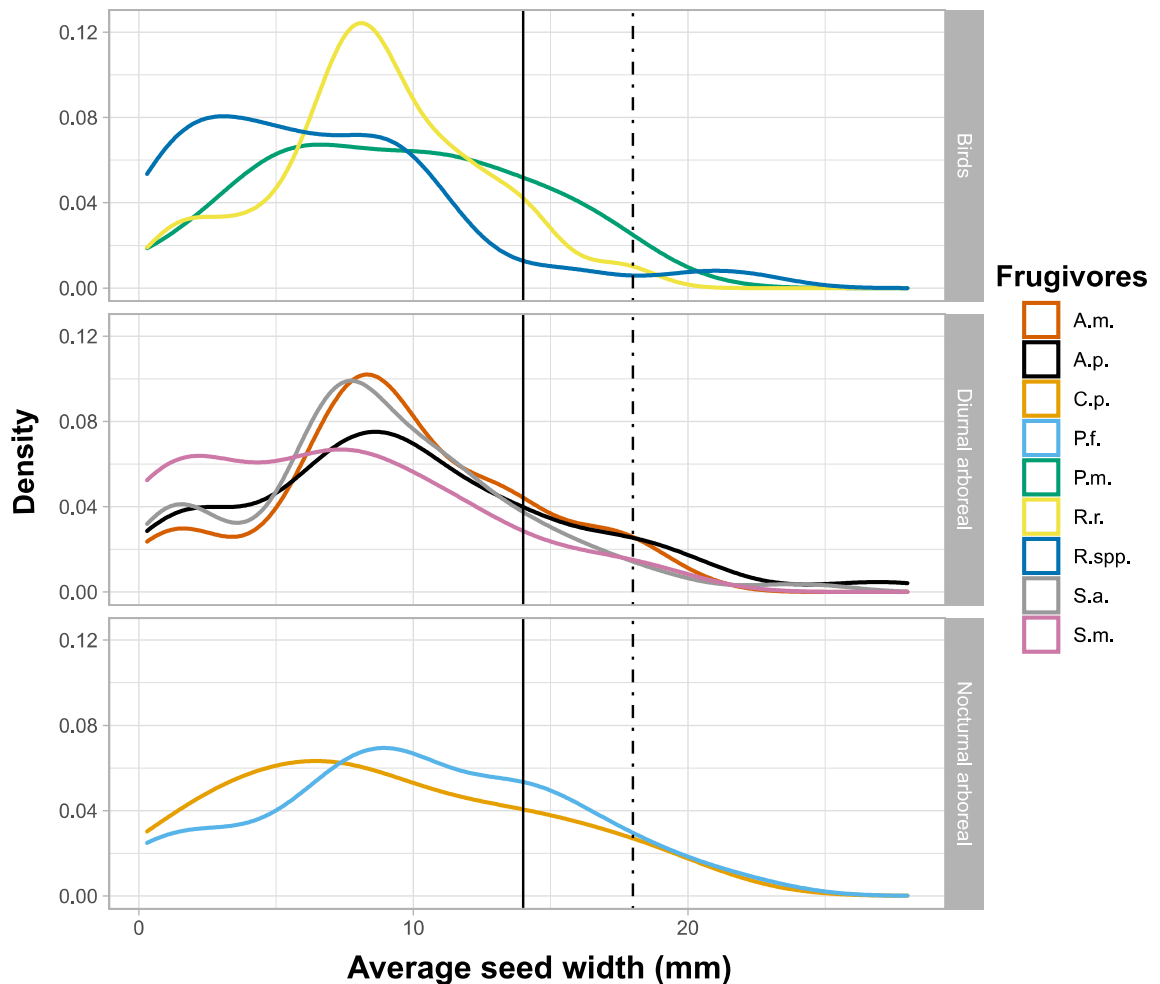 0.12
0.08
0.04
0.00
Birds
0.12
0.08
0.04
0.00
Diurnal arboreal
0.12
0.08
0.04
0.00
Nocturnal arboreal
0
10
20
Density
Average seed width (mm)
Frugivores
A.m.
A.p.
C.p.
P.f.
P.m.
R.r.
R.spp.
S.a.
S.m.